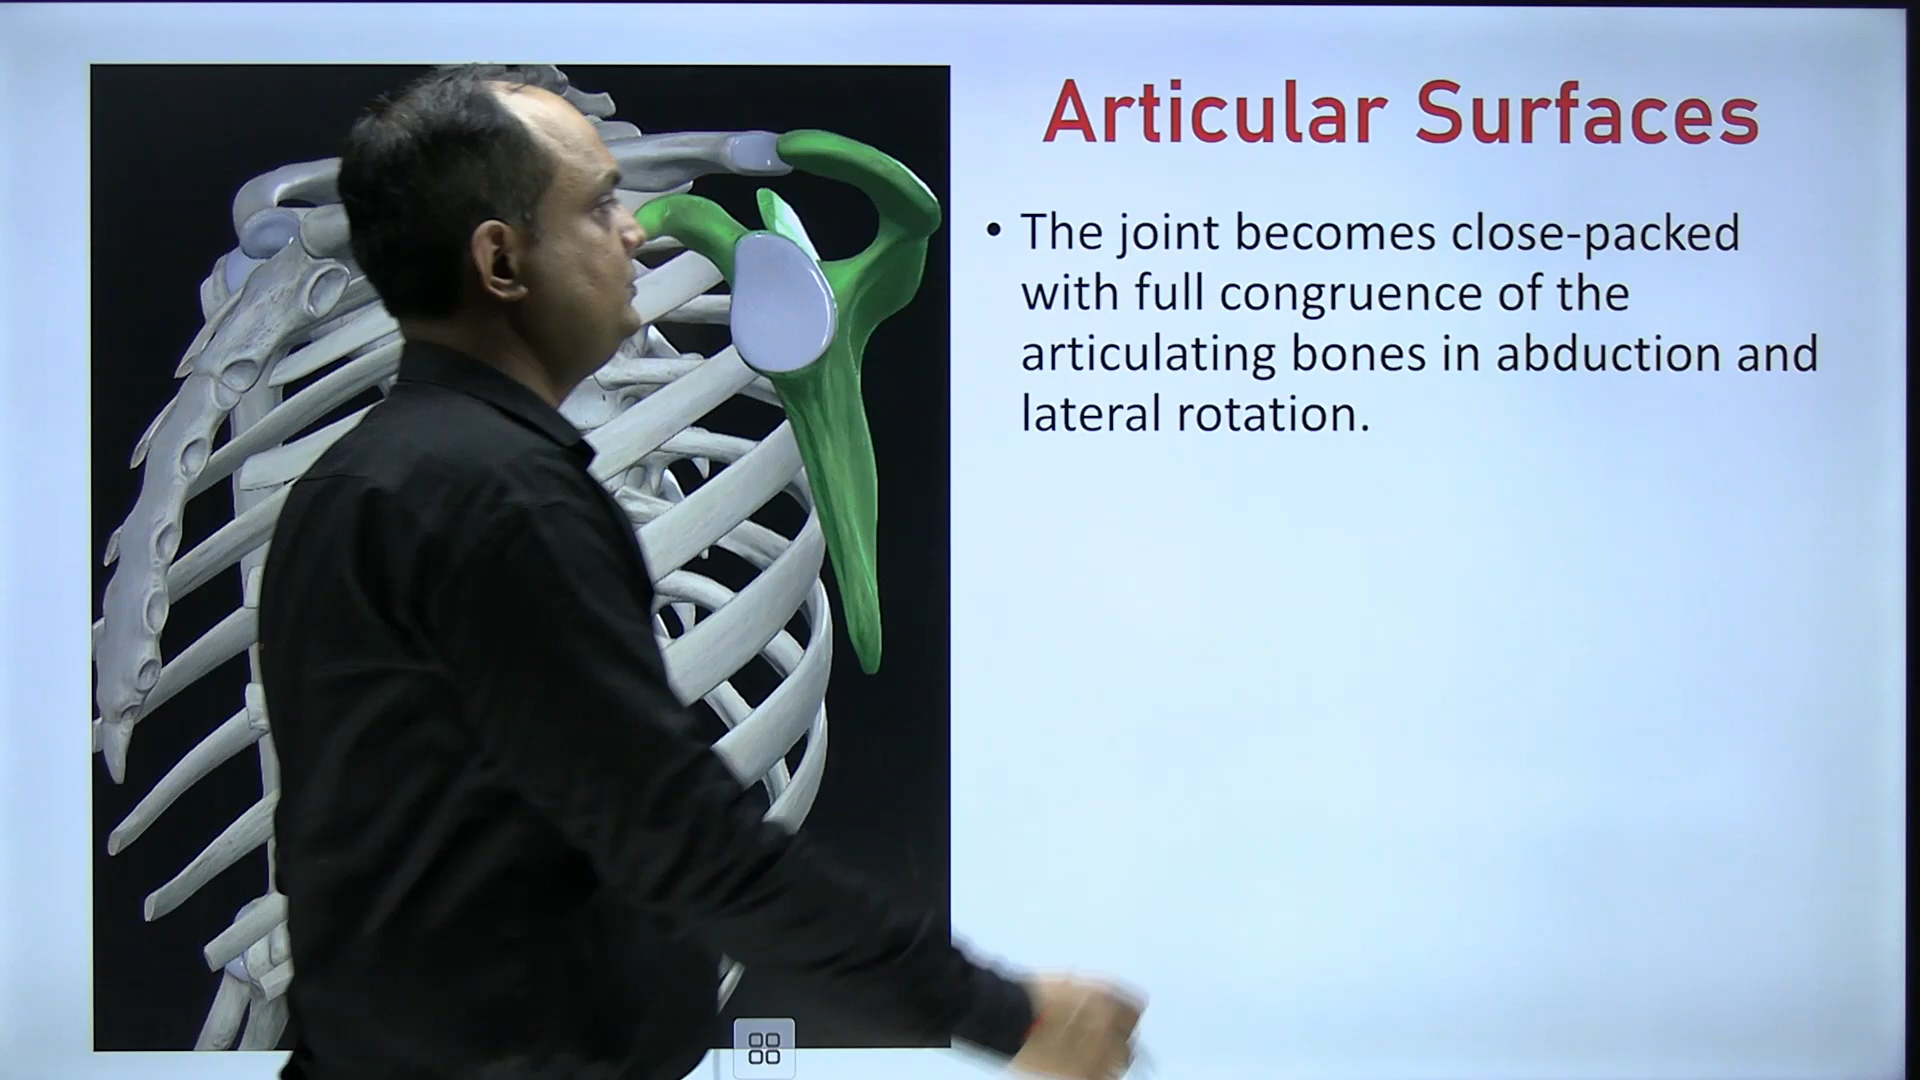 Articular Surfaces
• The joint becomes close-packed
with full congruence of the
articulating bones in abduction and
lateral rotation.